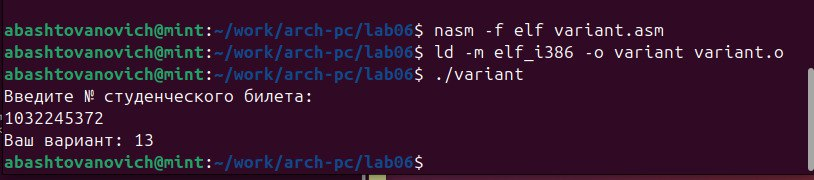 abashtovanovich@mint:~/work/arch-pc/lab06$ nasm -f elf variant.asm
abashtovanovich@mint:~/work/arch-pc/lab06$ ld -m elf_i386 -o variant variant.o
abashtovanovich@mint:~/work/arch-pc/lab06$ ./variant
Введите № студенческого билета:
1032245372
Ваш вариант: 13
abashtovanovich@mint:~/work/arch-pc/lab06$